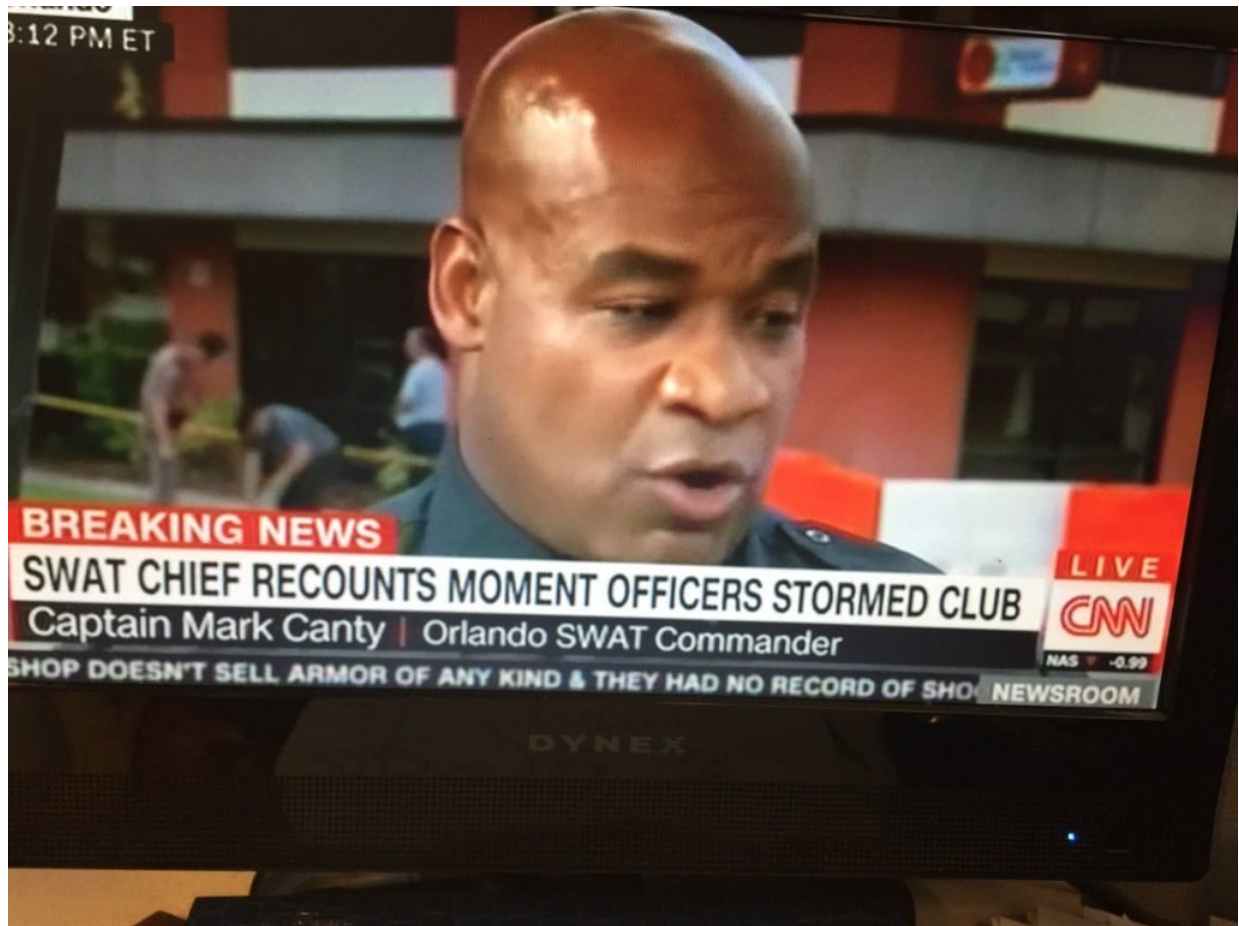 3:12 PM ET
BREAKING NEWS
SWAT CHIEF RECOUNTS MOMENT OFFICERS STORMED CLUB
LIVE
CNN
Captain Mark Canty | Orlando SWAT Commander
NAS ▼ -0.99
SHOP DOESN'T SELL ARMOR OF ANY KIND & THEY HAD NO RECORD OF SHO
NEWSROOM
DYNEX